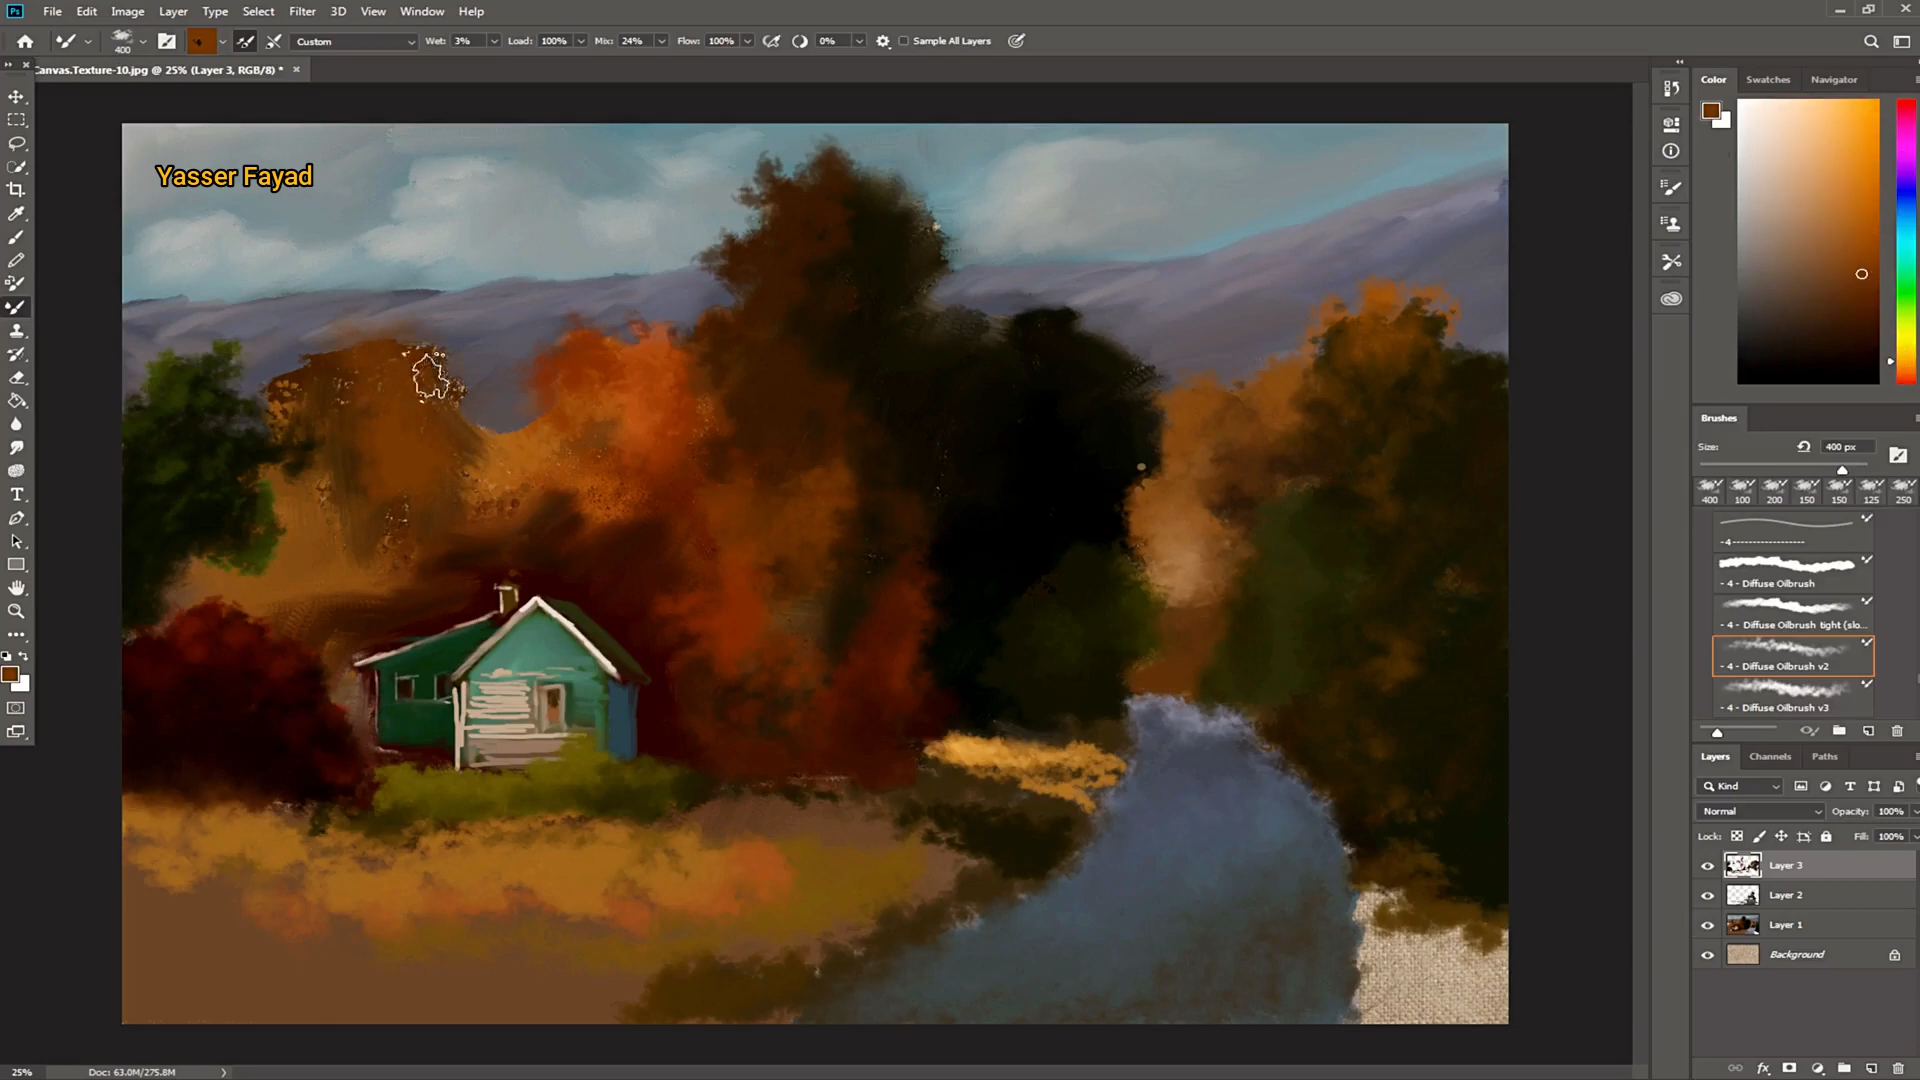 Ps File Edit Image Layer Type Select Filter 3D View Window Help
400 Custom Wet: 3% Load: 100% Mix: 24% Flow: 100% 0% Sample All Layers
Canvas.Texture-10.jpg @ 25% (Layer 3, RGB/8) *
Yasser Fayad
Color Swatches Navigator
Brushes
Size: 400 px
400 100 200 150 150 125 250
-4 ------------------
- 4 - Diffuse Oilbrush
- 4 - Diffuse Oilbrush tight (slo...
- 4 - Diffuse Oilbrush v2
- 4 - Diffuse Oilbrush v3
Layers Channels Paths
Kind
Normal Opacity: 100%
Lock: Fill: 100%
Layer 3
Layer 2
Layer 1
Background
fx
25% Doc: 63.0M/275.8M